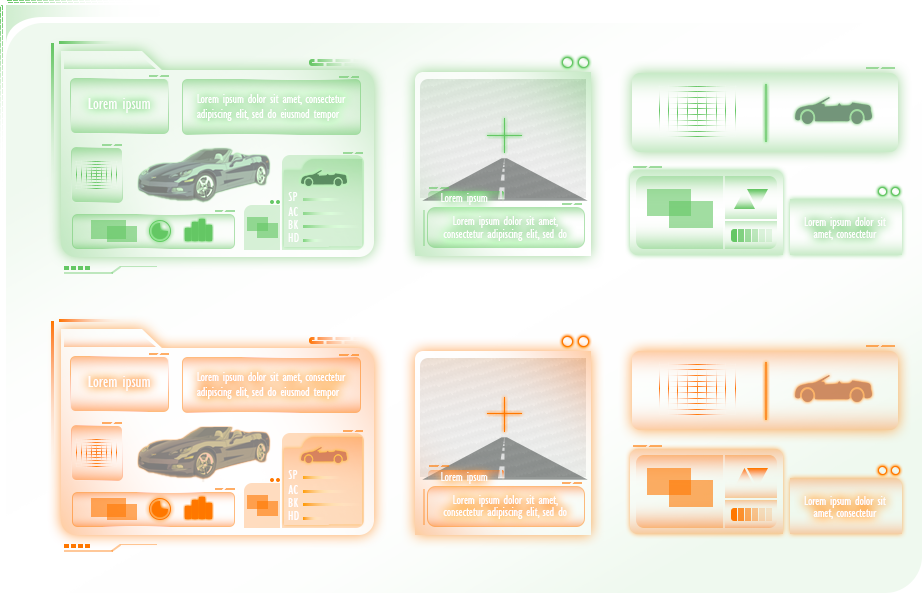 Lorem ipsum
Lorem ipsum dolor sit amet, consectetur
adipiscing elit, sed do eiusmod tempor
SP
AC
BK
HD
Lorem ipsum
Lorem ipsum dolor sit amet,
consectetur adipiscing elit, sed do
Lorem ipsum dolor sit
amet, consectetur
Lorem ipsum
Lorem ipsum dolor sit amet, consectetur
adipiscing elit, sed do eiusmod tempor
SP
AC
BK
HD
Lorem ipsum
Lorem ipsum dolor sit amet,
consectetur adipiscing elit, sed do
Lorem ipsum dolor sit
amet, consectetur